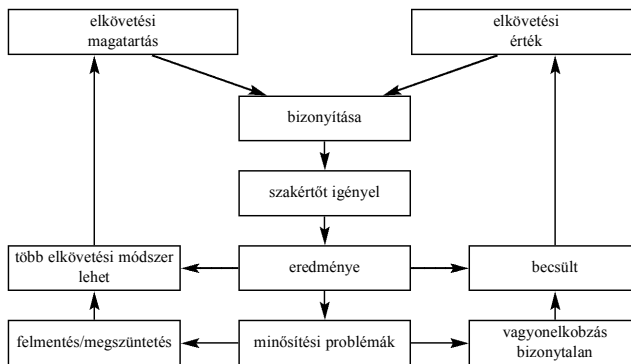 elkövetési
magatartás
elkövetési
érték
bizonyítása
szakértőt igényel
több elkövetési módszer
lehet
eredménye
becsült
felmentés/megszüntetés
minősítési problémák
vagyonelkobzás
bizonytalan